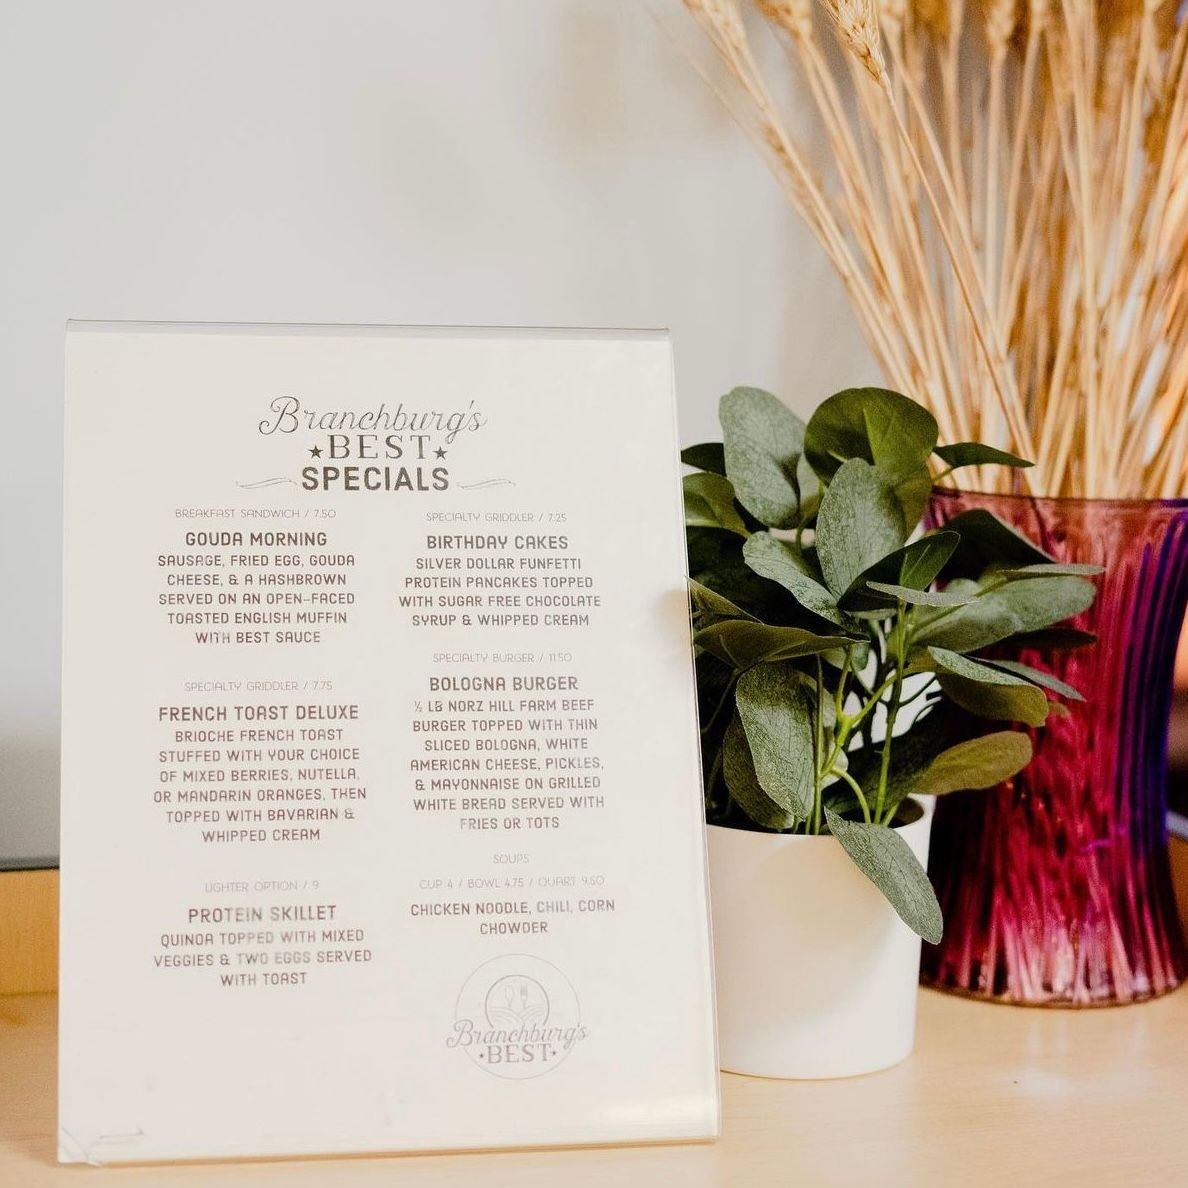 Branchburg's
★BEST★
SPECIALS
BREAKFAST SANDWICH / 7.50
GOUDA MORNING
SAUSAGE, FRIED EGG, GOUDA
CHEESE, & A HASHBROWN
SERVED ON AN OPEN-FACED
TOASTED ENGLISH MUFFIN
WITH BEST SAUCE
SPECIALTY GRIDDLER / 7.75
FRENCH TOAST DELUXE
BRIOCHE FRENCH TOAST
STUFFED WITH YOUR CHOICE
OF MIXED BERRIES, NUTELLA,
OR MANDARIN ORANGES, THEN
TOPPED WITH BAVARIAN &
WHIPPED CREAM
LIGHTER OPTION / 9
PROTEIN SKILLET
QUINOA TOPPED WITH MIXED
VEGGIES & TWO EGGS SERVED
WITH TOAST
SPECIALTY GRIDDLER / 7.25
BIRTHDAY CAKES
SILVER DOLLAR FUNFETTI
PROTEIN PANCAKES TOPPED
WITH SUGAR FREE CHOCOLATE
SYRUP & WHIPPED CREAM
SPECIALTY BURGER / 11.50
BOLOGNA BURGER
½ LB NORZ HILL FARM BEEF
BURGER TOPPED WITH THIN
SLICED BOLOGNA, WHITE
AMERICAN CHEESE, PICKLES,
& MAYONNAISE ON GRILLED
WHITE BREAD SERVED WITH
FRIES OR TOTS
SOUPS
CUP 4 / BOWL 4.75 / QUART 9.50
CHICKEN NOODLE, CHILI, CORN
CHOWDER
Branchburg's
★BEST★